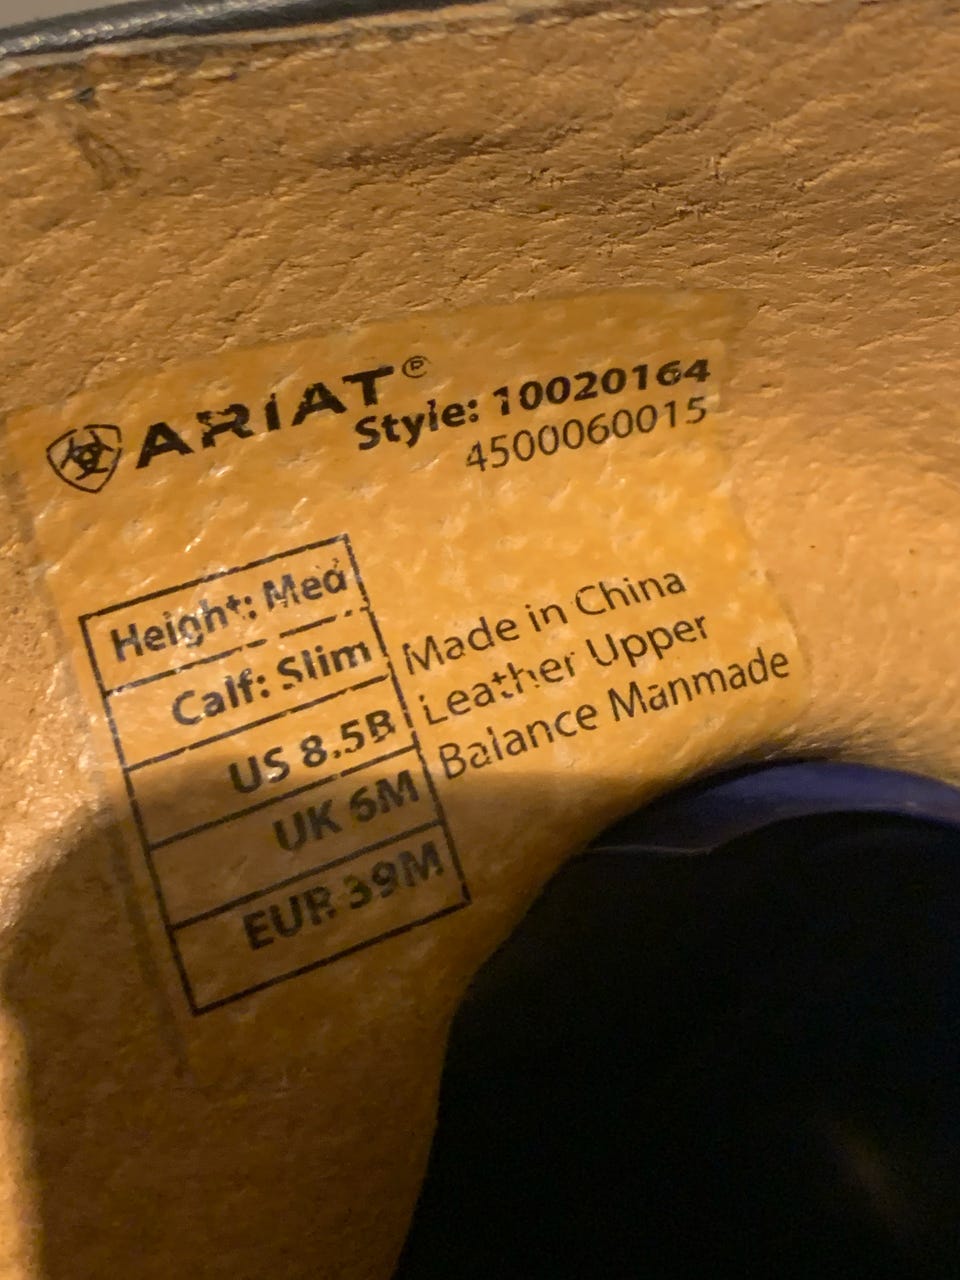 ARIAT®
Style: 10020164
4500060015
Height: Med
Calf: Slim
US 8.5B
UK 6M
EUR 39M
Made in China
Leather Upper
Balance Manmade